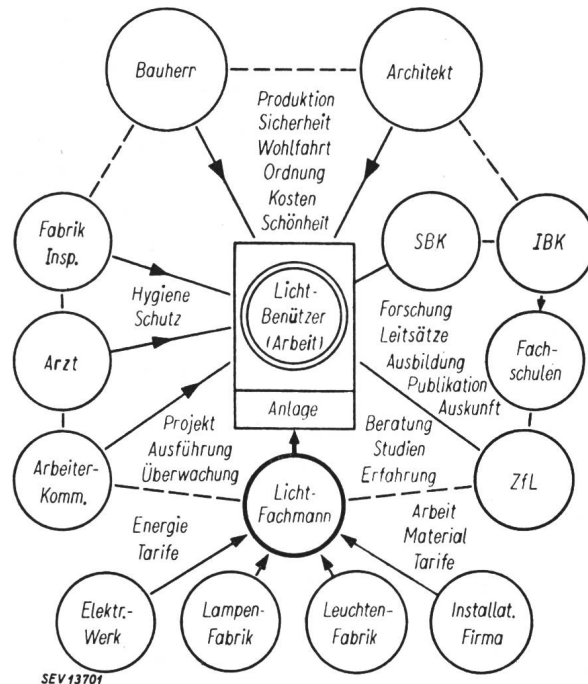 Bauherr
Architekt
Produktion
Sicherheit
Wohlfahrt
Ordnung
Kosten
Schönheit
Fabrik
Insp.
SBK
IBK
Hygiene
Schutz
Licht-
Benützer
(Arbeit)
Forschung
Leitsätze
Ausbildung
Publikation
Auskunft
Arzt
Fach-
schulen
Anlage
Projekt
Ausführung
Überwachung
Beratung
Studien
Erfahrung
Arbeiter-
Komm.
Licht-
Fachmann
ZfL
Energie
Tarife
Arbeit
Material
Tarife
Elektr.-
Werk
Lampen-
Fabrik
Leuchten-
Fabrik
Installat.
Firma
SEV 13701